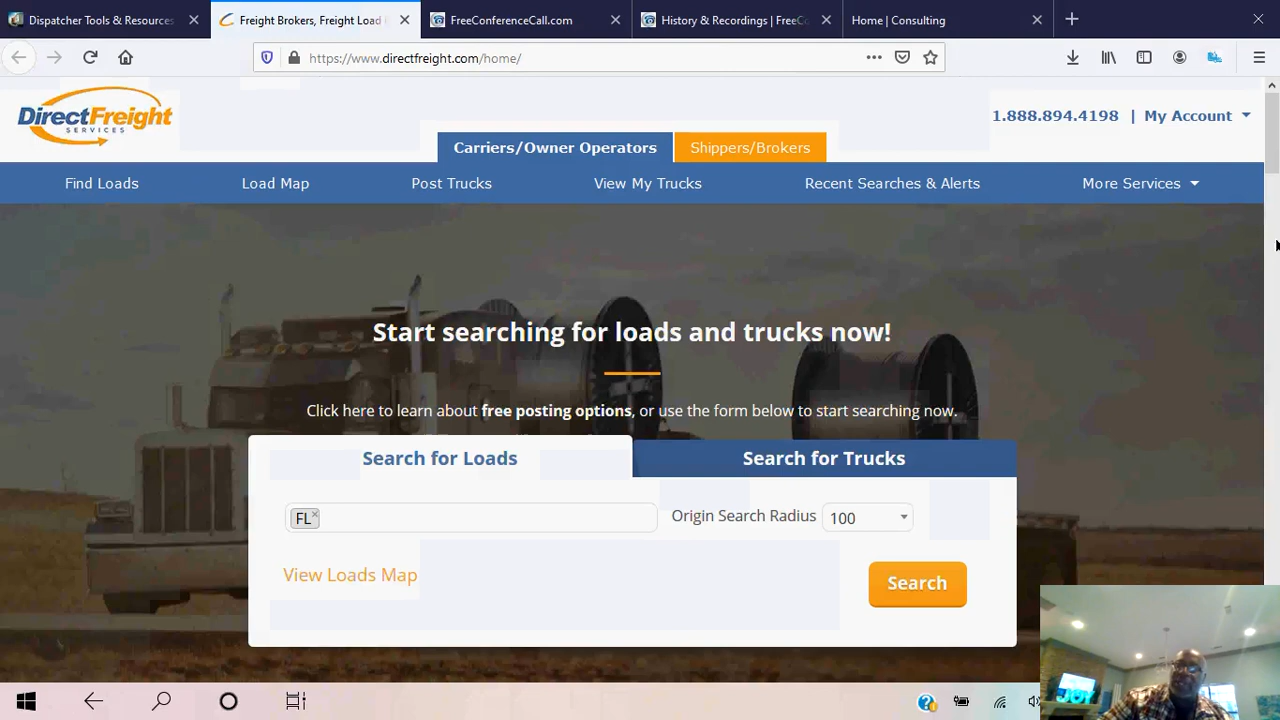 Dispatcher Tools & Resources
Freight Brokers, Freight Load
FreeConferenceCall.com
History & Recordings | FreeCo
Home | Consulting
https://www.directfreight.com/home/
DirectFreight
SERVICES
1.888.894.4198 | My Account
Carriers/Owner Operators
Shippers/Brokers
Find Loads
Load Map
Post Trucks
View My Trucks
Recent Searches & Alerts
More Services
Start searching for loads and trucks now!
Click here to learn about free posting options, or use the form below to start searching now.
Search for Loads
Search for Trucks
FL
Origin Search Radius
100
View Loads Map
Search
JOY